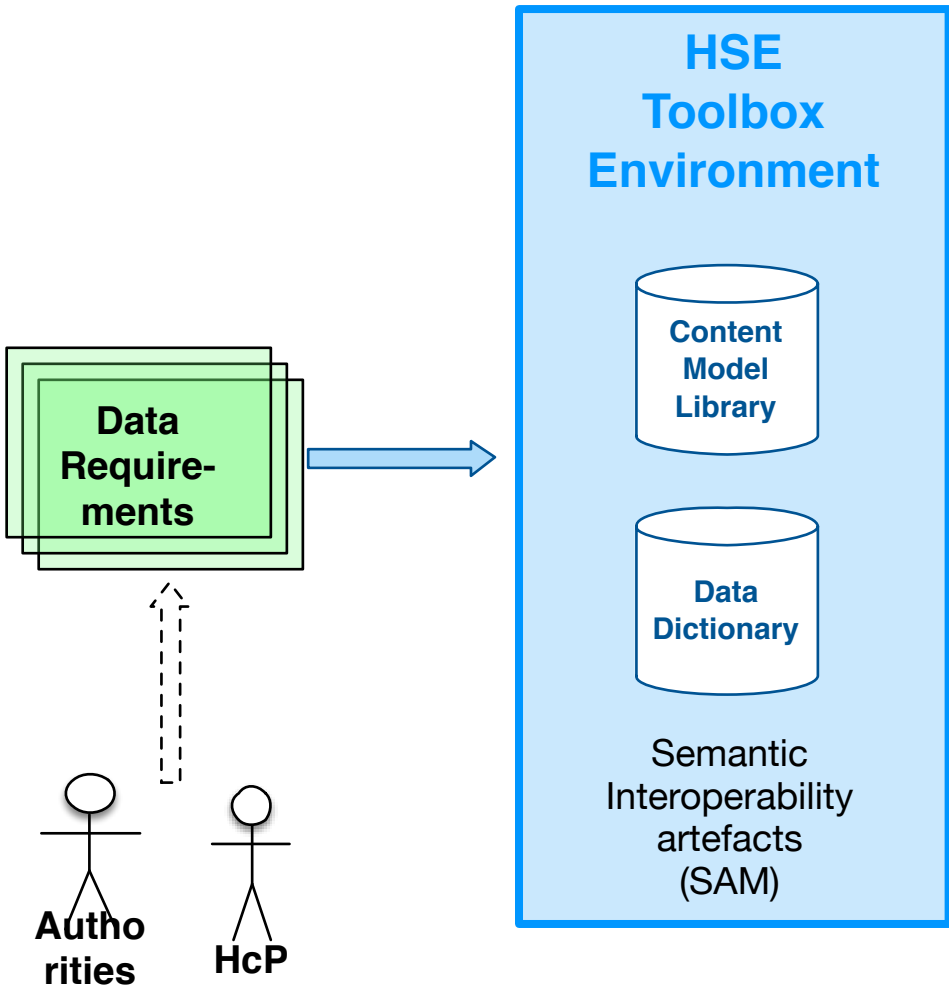 HSE
Toolbox
Environment
Content
Model
Library
Data
Require-
ments
Data
Dictionary
Semantic
Interoperability
artefacts
(SAM)
Autho
rities
HcP